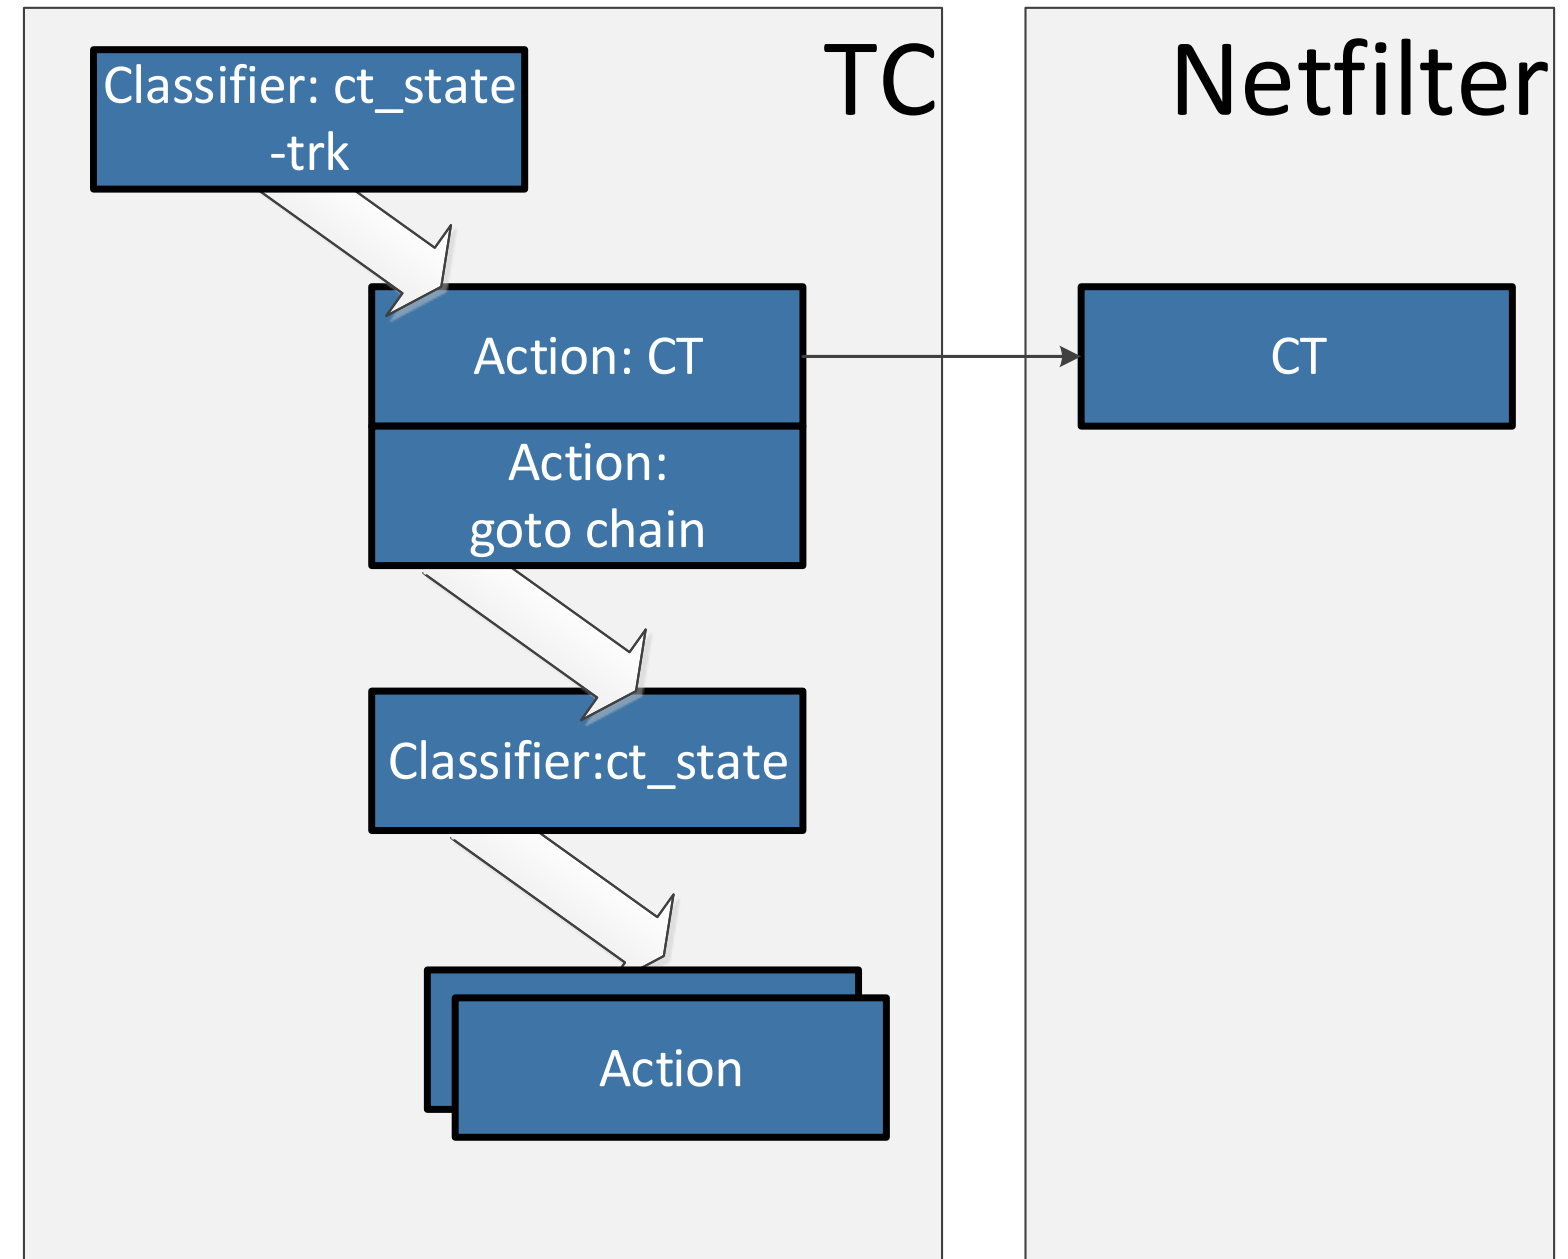 TC
Netfilter
Classifier: ct_state
-trk
Action: CT
CT
Action:
goto chain
Classifier:ct_state
Action